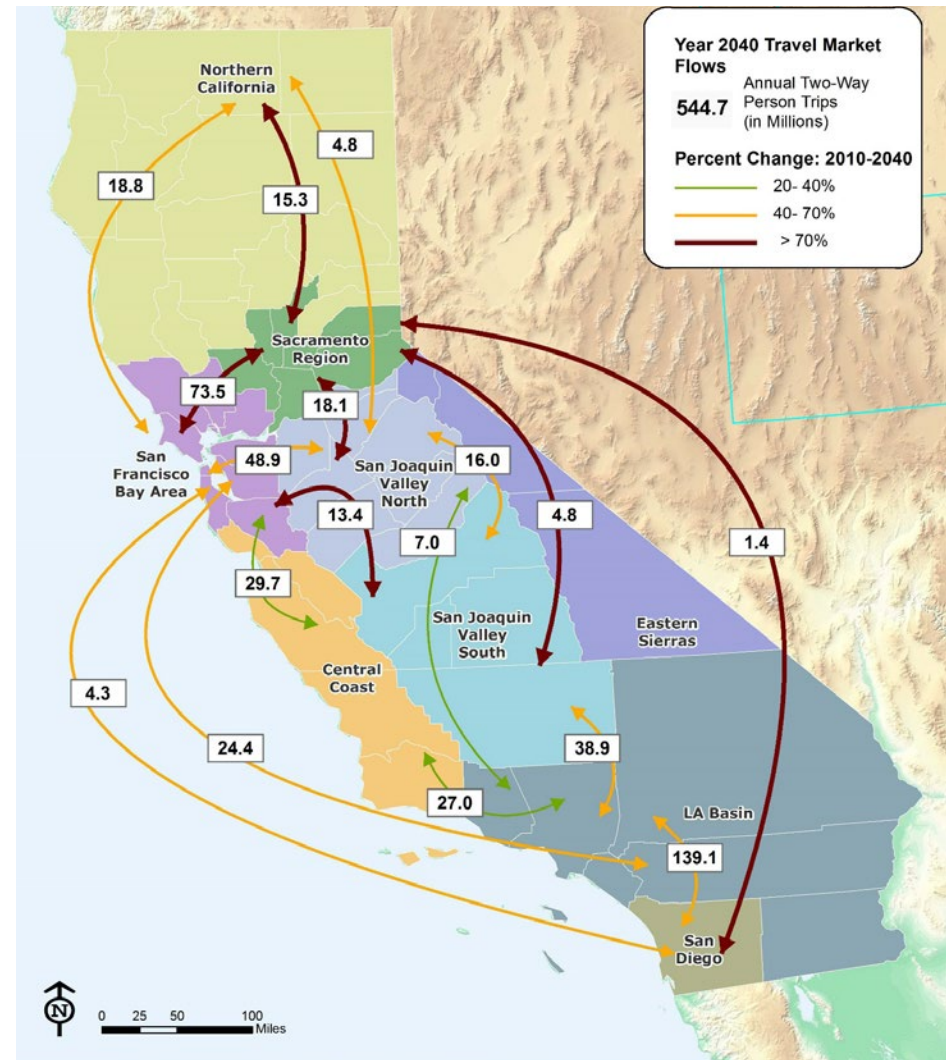 Year 2040 Travel Market
Flows
544.7
Annual Two-Way
Person Trips
(in Millions)
Percent Change: 2010-2040
20- 40%
40- 70%
> 70%
Northern
California
4.8
18.8
15.3
Sacramento
Region
73.5
18.1
San
Francisco
Bay Area
48.9
San Joaquin
Valley
North
16.0
13.4
7.0
4.8
1.4
29.7
San Joaquin
Valley
South
Eastern
Sierras
Central
Coast
4.3
24.4
38.9
27.0
LA Basin
139.1
San
Diego
N
0 25 50 100
Miles